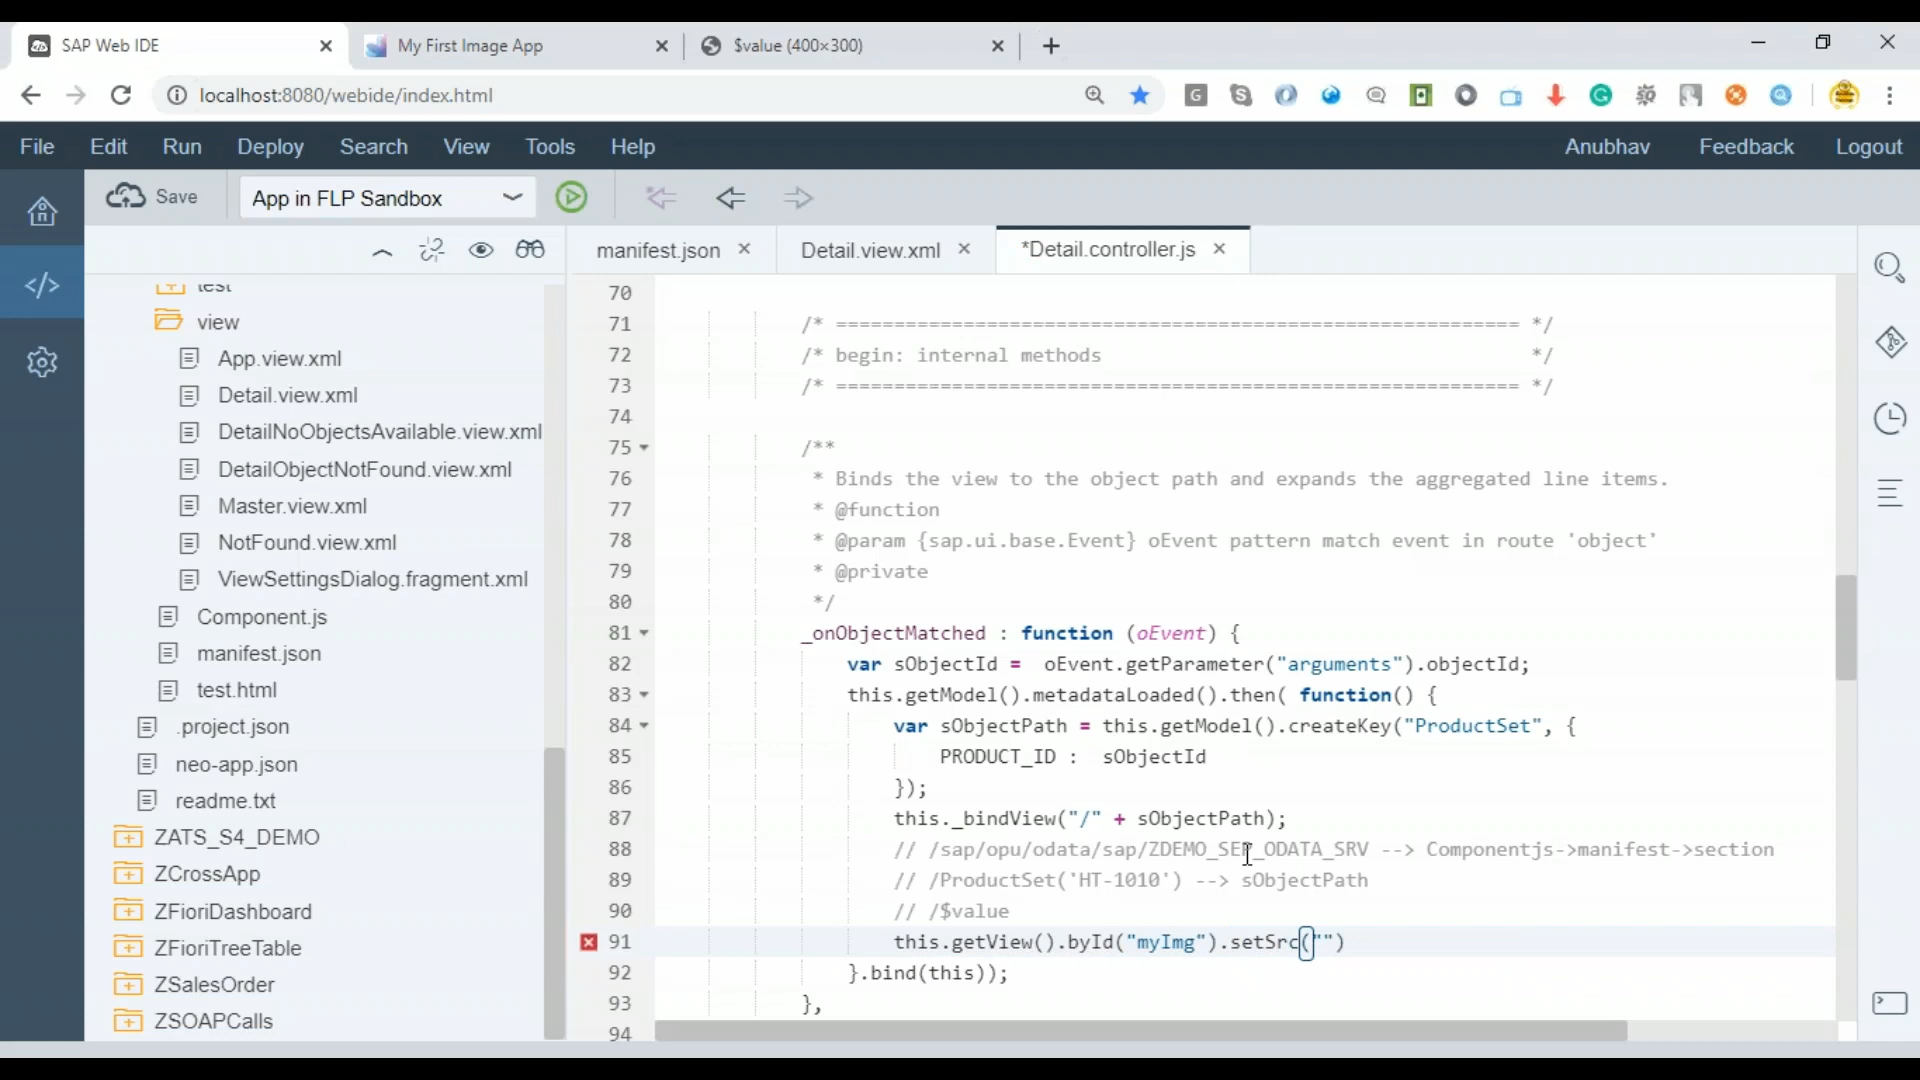 SAP Web IDE
My First Image App
$value (400×300)
localhost:8080/webide/index.html
File Edit Run Deploy Search View Tools Help Anubhav Feedback Logout
Save
App in FLP Sandbox
manifest.json
Detail.view.xml
*Detail.controller.js
test
view
App.view.xml
Detail.view.xml
DetailNoObjectsAvailable.view.xml
DetailObjectNotFound.view.xml
Master.view.xml
NotFound.view.xml
ViewSettingsDialog.fragment.xml
Component.js
manifest.json
test.html
.project.json
neo-app.json
readme.txt
ZATS_S4_DEMO
ZCrossApp
ZFioriDashboard
ZFioriTreeTable
ZSalesOrder
ZSOAPCalls
70
71 /* =========================================================== */
72 /* begin: internal methods */
73 /* =========================================================== */
74
75 /**
76 * Binds the view to the object path and expands the aggregated line items.
77 * @function
78 * @param {sap.ui.base.Event} oEvent pattern match event in route 'object'
79 * @private
80 */
81 _onObjectMatched : function (oEvent) {
82 var sObjectId = oEvent.getParameter("arguments").objectId;
83 this.getModel().metadataLoaded().then( function() {
84 var sObjectPath = this.getModel().createKey("ProductSet", {
85 PRODUCT_ID : sObjectId
86 });
87 this._bindView("/" + sObjectPath);
88 // /sap/opu/odata/sap/ZDEMO_SEP_ODATA_SRV --> Componentjs->manifest->section
89 // /ProductSet('HT-1010') --> sObjectPath
90 // /$value
91 this.getView().byId("myImg").setSrc("")
92 }.bind(this));
93 },
94